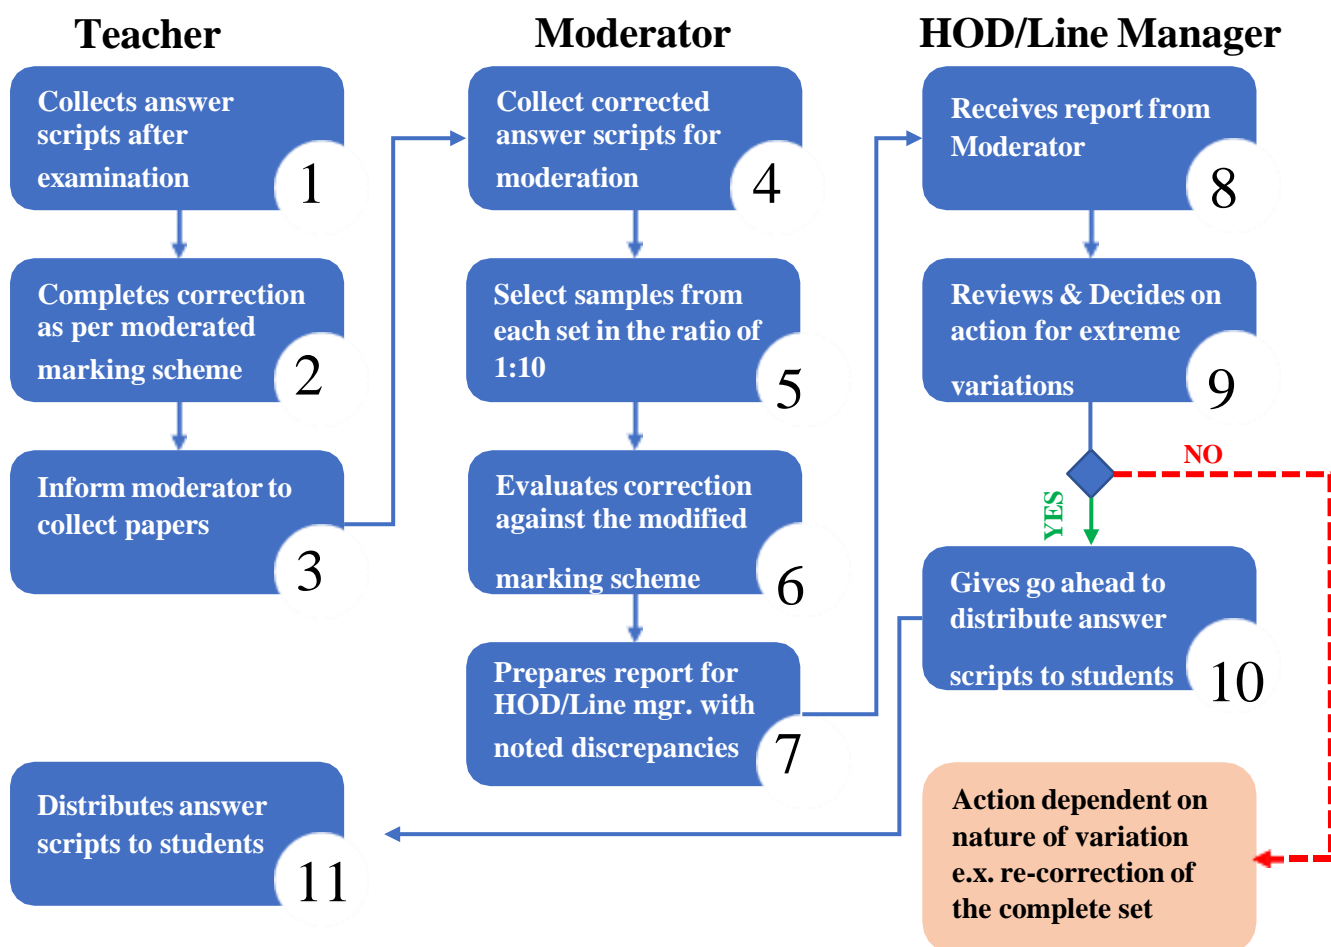 Teacher
Collects answer
scripts after
examination
1
Completes correction
as per moderated
marking scheme
2
Inform moderator to
collect papers
3
Moderator
Collect corrected
answer scripts for
moderation
4
Select samples from
each set in the ratio of
1:10
5
Evaluates correction
against the modified
marking scheme
6
Prepares report for
HOD/Line mgr. with
noted discrepancies
7
HOD/Line Manager
Receives report from
Moderator
8
Reviews & Decides on
action for extreme
variations
9
NO
YES
Gives go ahead to
distribute answer
scripts to students
10
Distributes answer
scripts to students
11
Action dependent on
nature of variation
e.x. re-correction of
the complete set